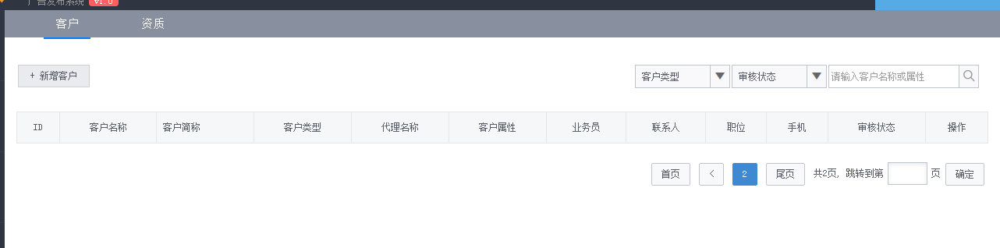 广告发布系统 v1.0
客户 资质
+ 新增客户 客户类型 审核状态 请输入客户名称或属性
ID 客户名称 客户简称 客户类型 代理名称 客户属性 业务员 联系人 职位 手机 审核状态 操作
首页 < 2 尾页 共2页, 跳转到第 页 确定